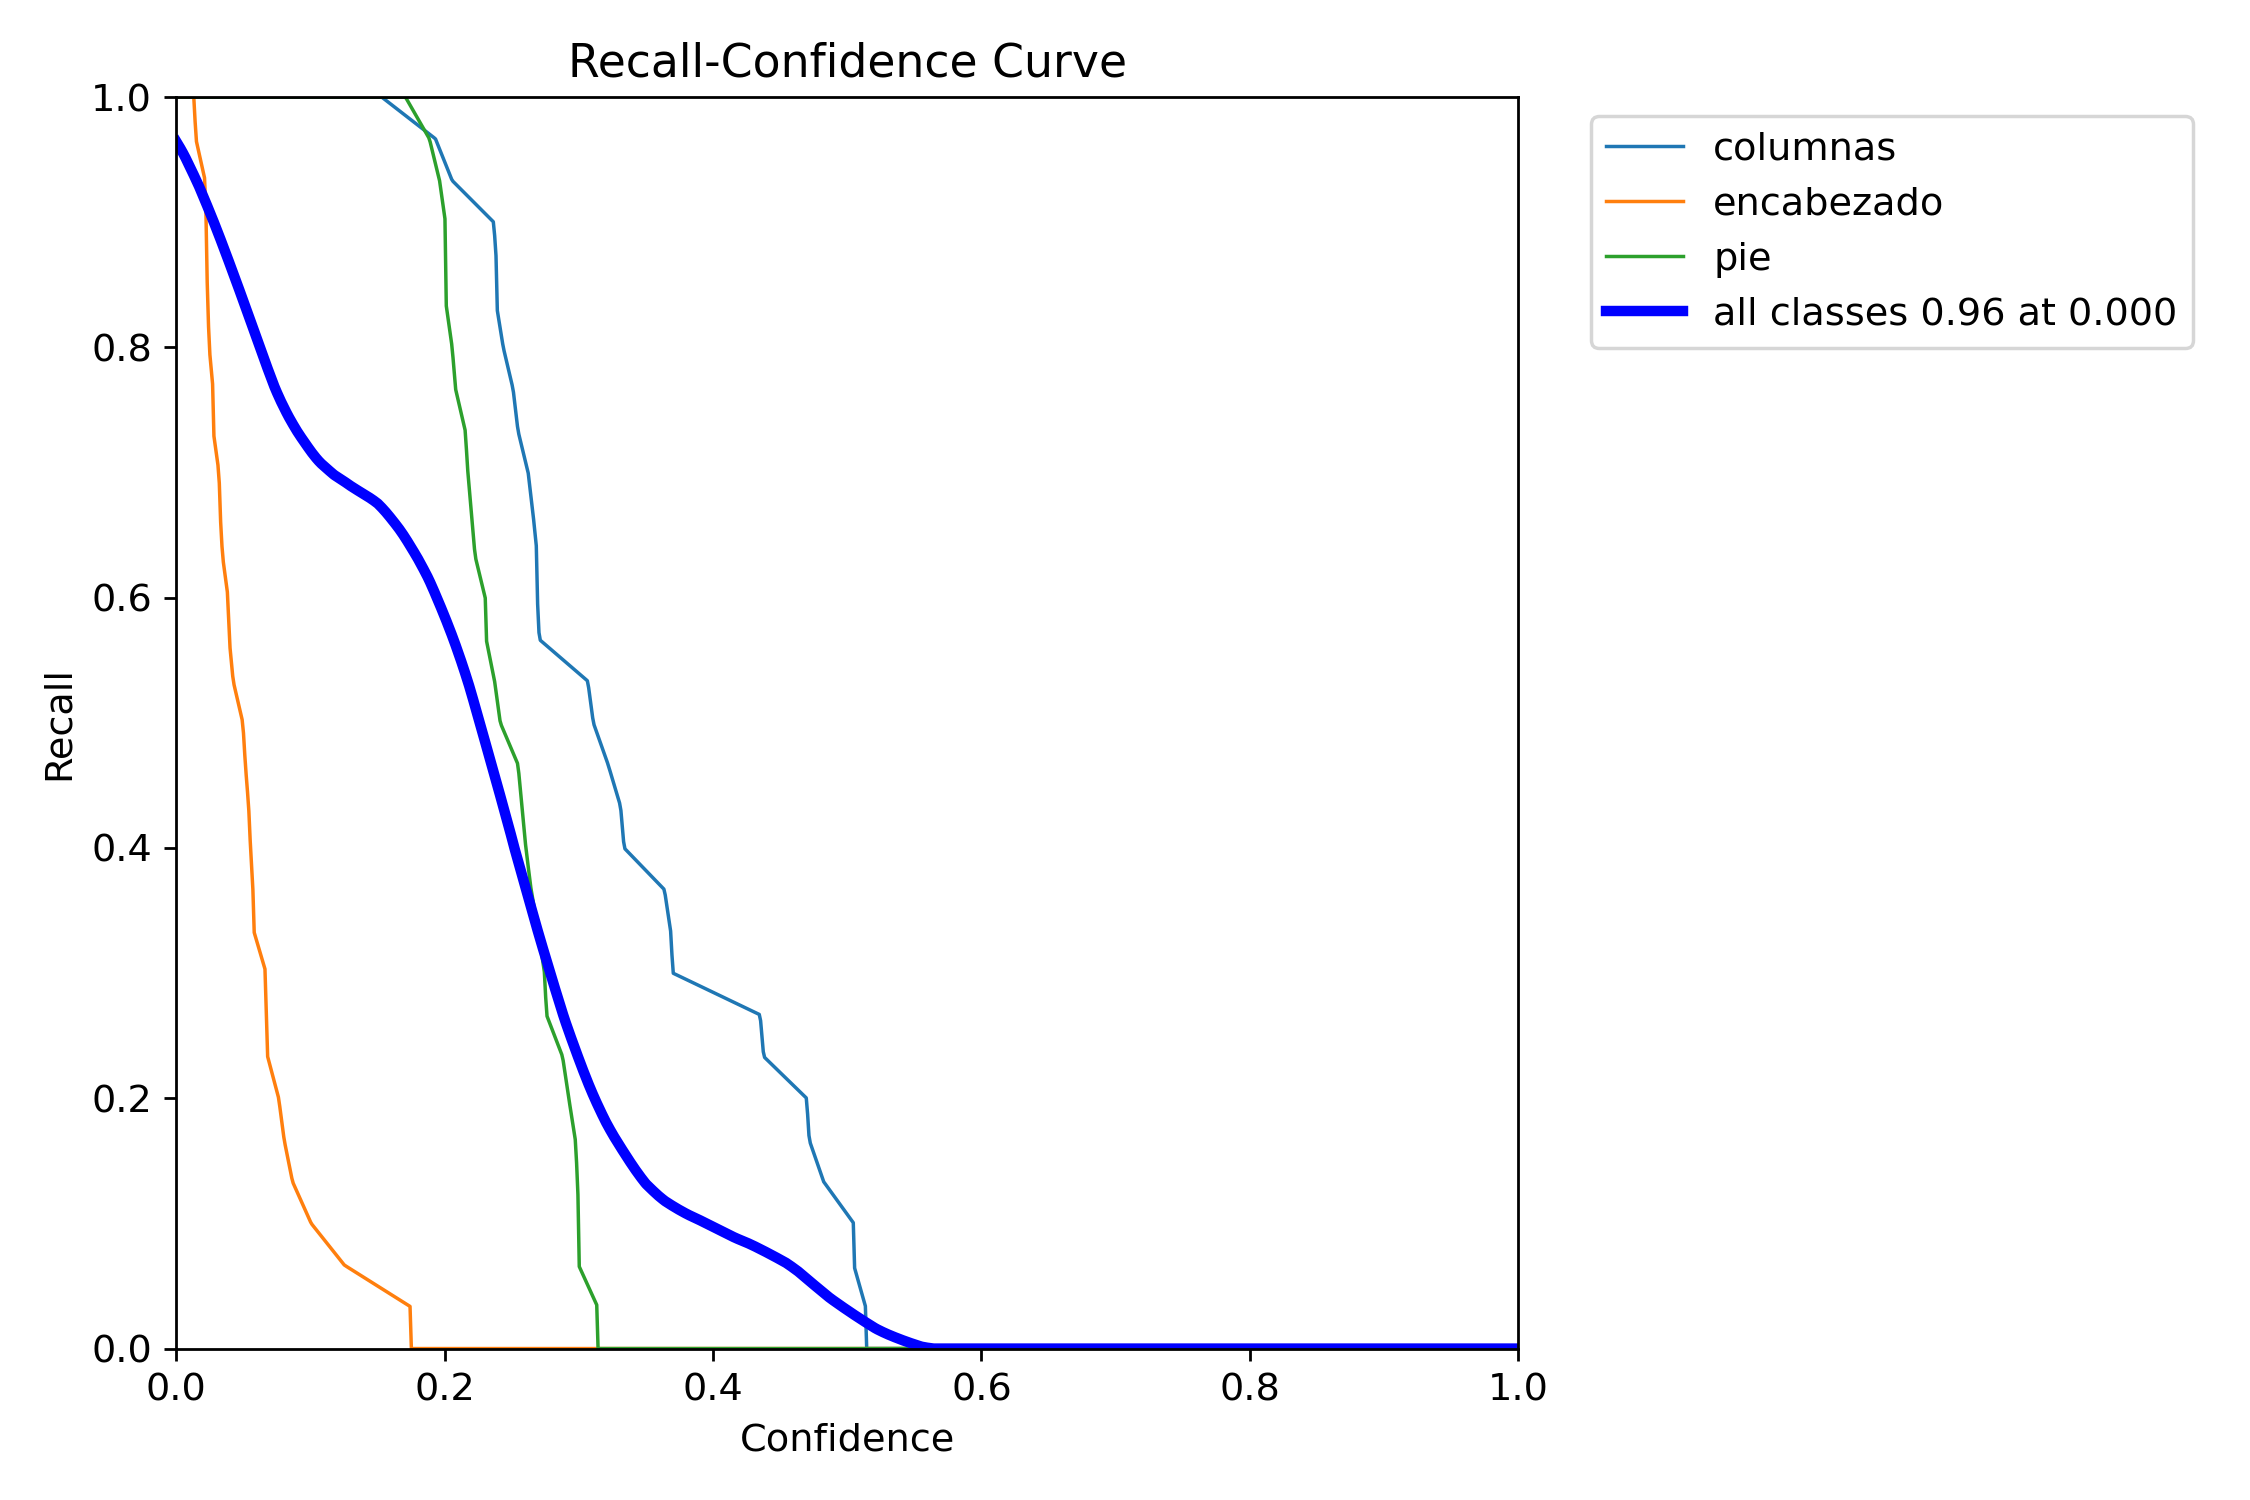 Recall-Confidence Curve
1.0
0.8
0.6
0.4
0.2
0.0
Recall
0.0 0.2 0.4 0.6 0.8 1.0
Confidence
columnas
encabezado
pie
all classes 0.96 at 0.000